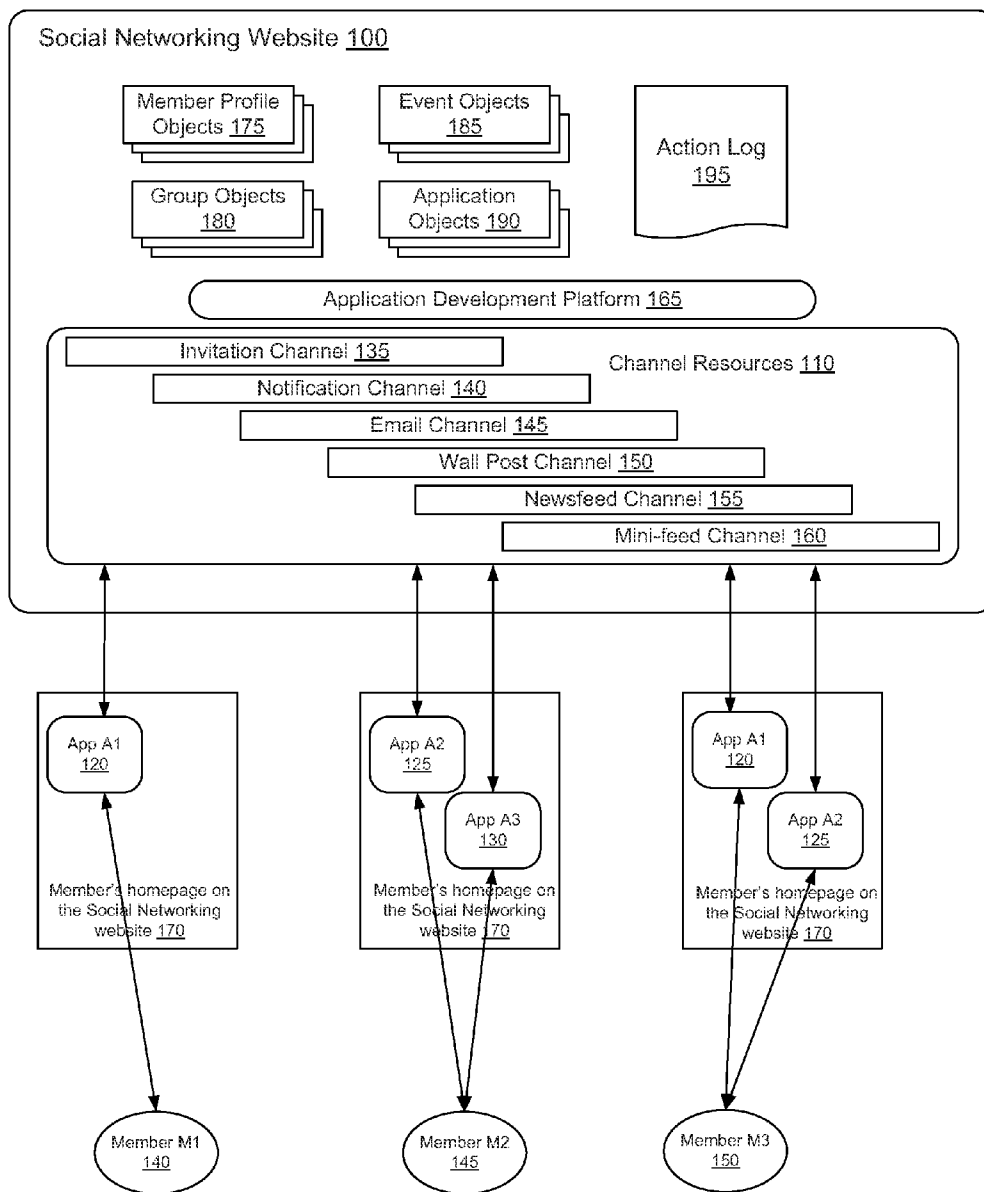 Social Networking Website 100
Member Profile
Objects 175
Event Objects
185
Action Log
195
Group Objects
180
Application
Objects 190
Application Development Platform 165
Invitation Channel 135
Channel Resources 110
Notification Channel 140
Email Channel 145
Wall Post Channel 150
Newsfeed Channel 155
Mini-feed Channel 160
App A1
120
Member's homepage on
the Social Networking
website 170
App A2
125
App A3
130
Member's homepage on
the Social Networking
website 170
App A1
120
App A2
125
Member's homepage on
the Social Networking
website 170
Member M1
140
Member M2
145
Member M3
150